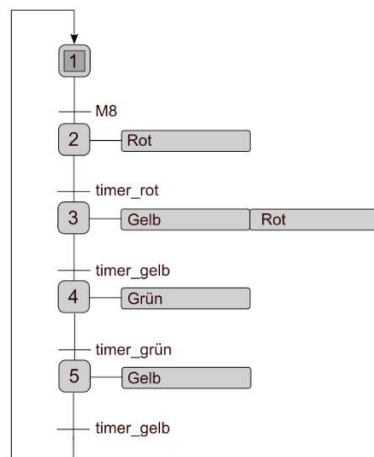 1
M8
2 Rot
timer_rot
3 Gelb Rot
timer_gelb
4 Grün
timer_grün
5 Gelb
timer_gelb